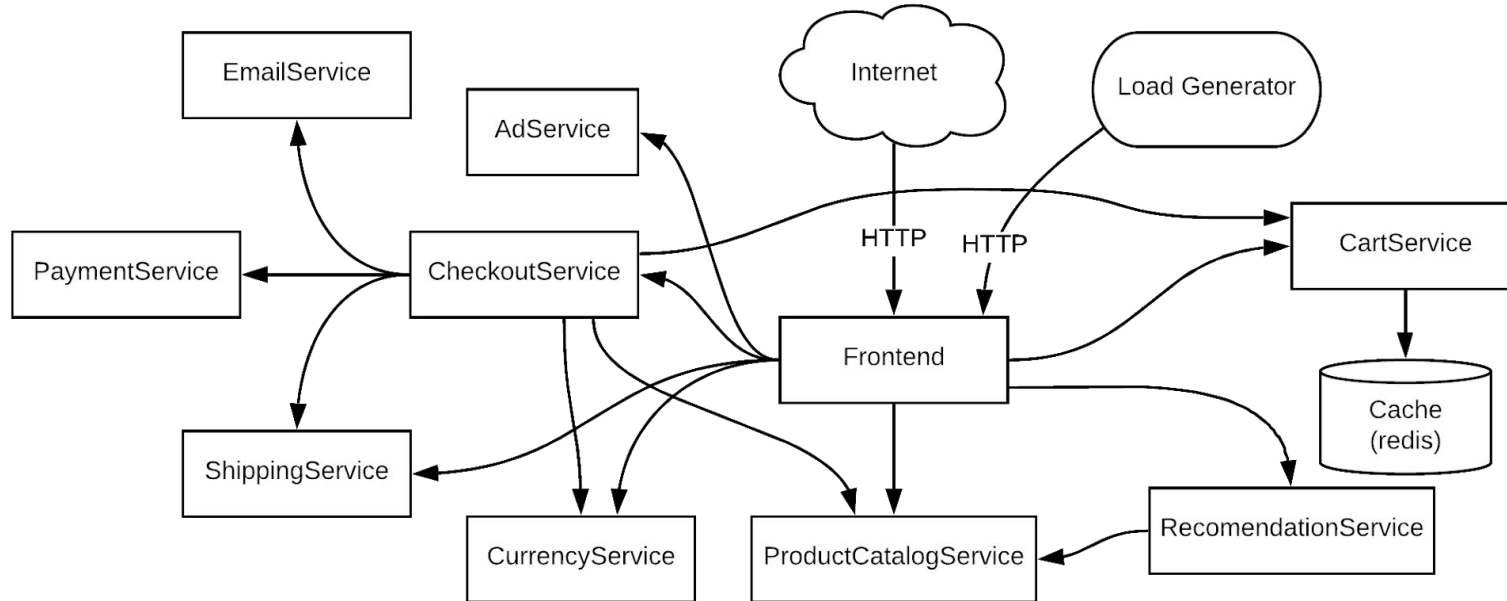 EmailService
Internet
Load Generator
AdService
HTTP
HTTP
CartService
PaymentService
CheckoutService
Frontend
Cache
(redis)
ShippingService
RecomendationService
CurrencyService
ProductCatalogService